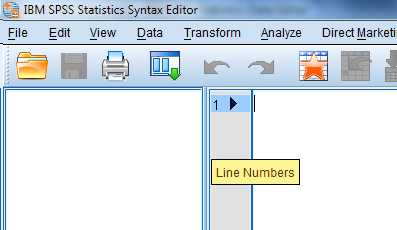 IBM SPSS Statistics Syntax Editor
File Edit View Data Transform Analyze Direct Marketi
1
Line Numbers